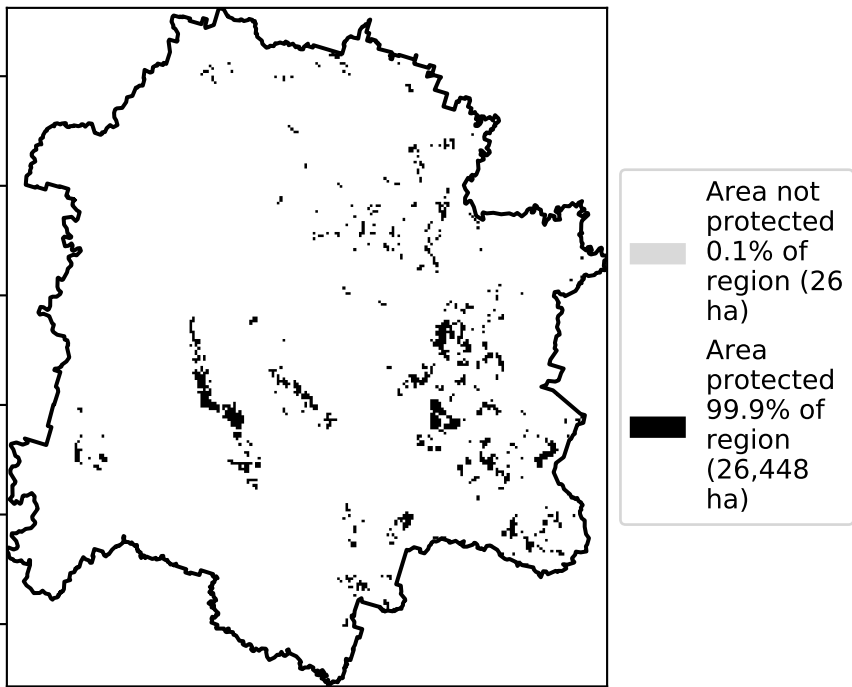 Area not
protected
0.1% of
region (26
ha)
Area
protected
99.9% of
region
(26,448
ha)